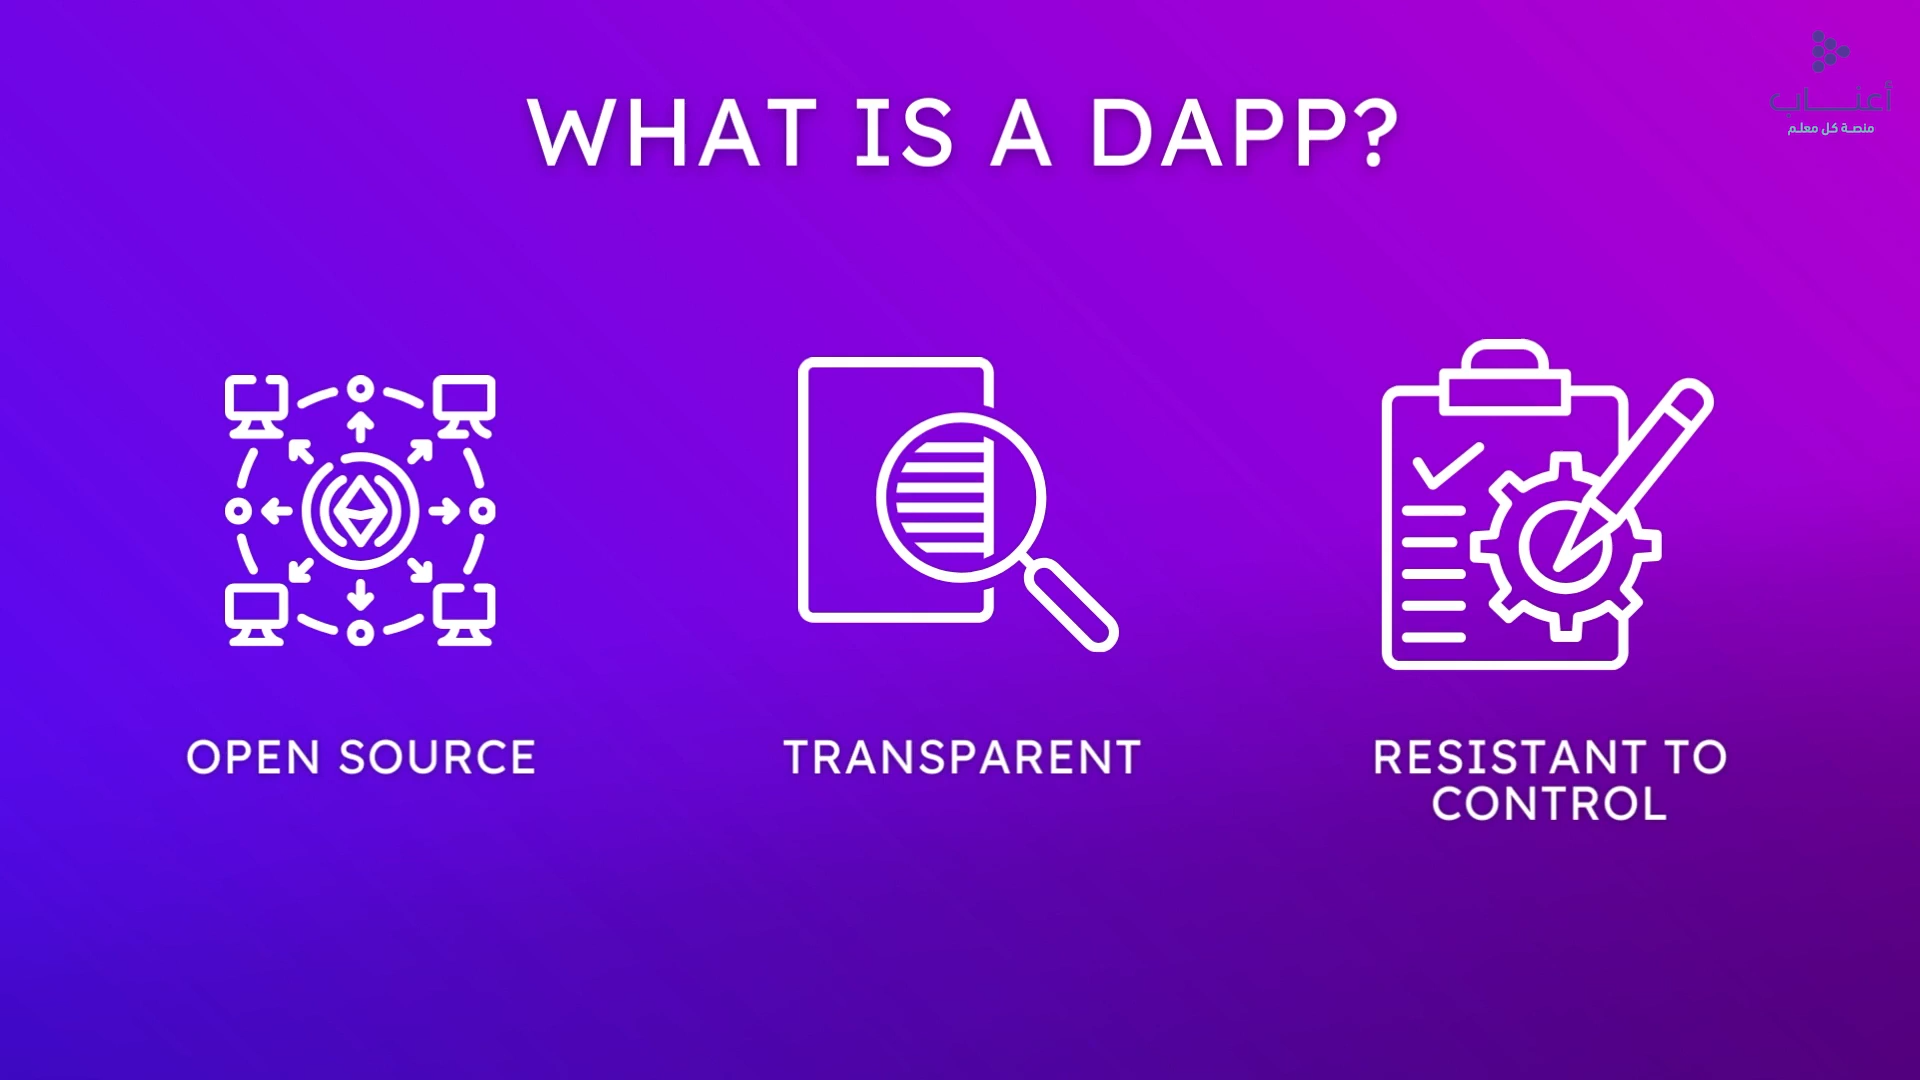 WHAT IS A DAPP?
أعناب
منصة كل معلم
OPEN SOURCE
TRANSPARENT
RESISTANT TO
CONTROL